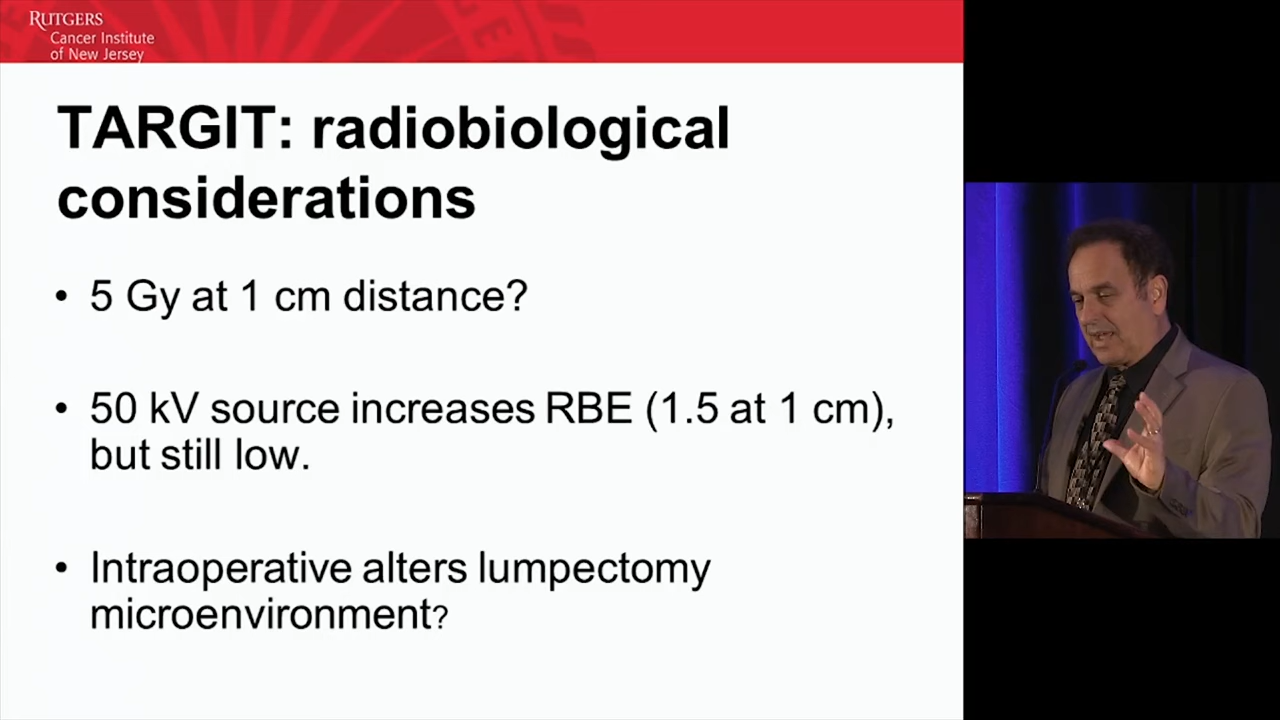 RUTGERS
Cancer Institute
of New Jersey
TARGIT: radiobiological
considerations
• 5 Gy at 1 cm distance?
• 50 kV source increases RBE (1.5 at 1 cm),
but still low.
• Intraoperative alters lumpectomy
microenvironment?